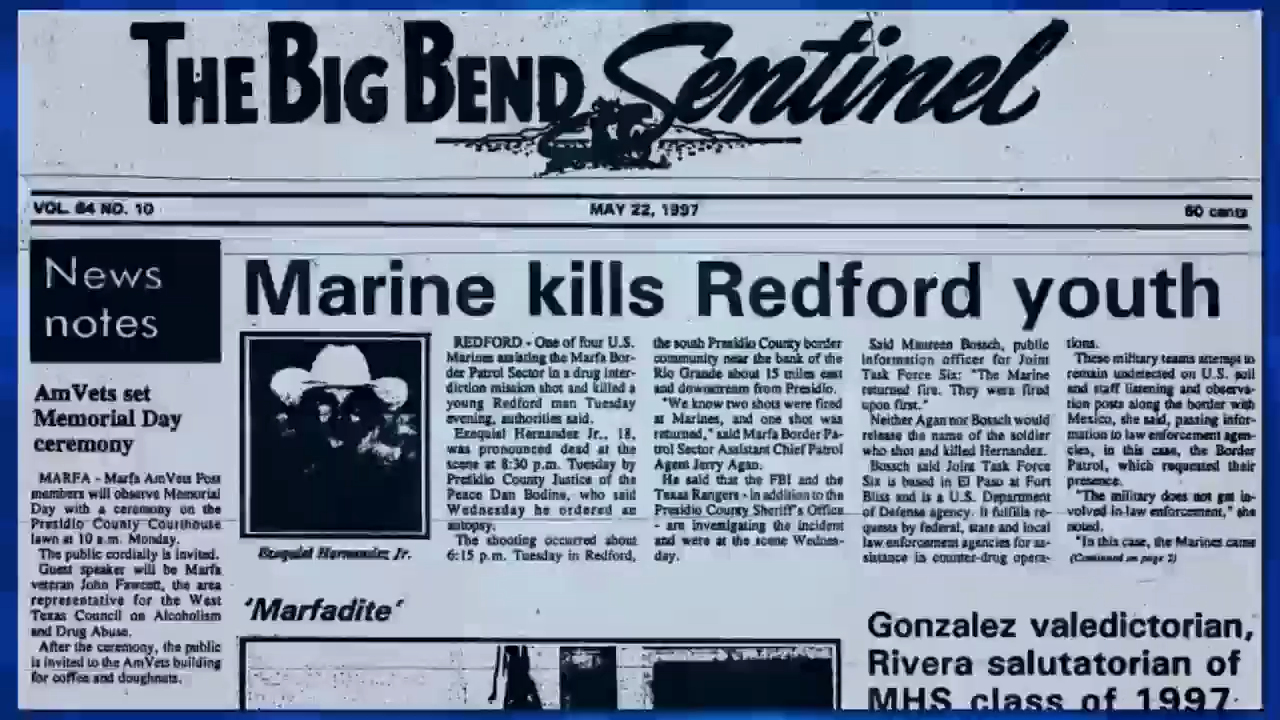 THE BIG BEND Sentinel
VOL. 64 NO. 10
MAY 22, 1997
60 cents
News
notes
AmVets set
Memorial Day
ceremony
MARFA - Marfa AmVets Post
members will observe Memorial
Day with a ceremony on the
Presidio County Courthouse
lawn at 10 a.m. Monday.
The public cordially is invited.
Guest speaker will be Marfa
veteran John Fawcett, the area
representative for the West
Texas Council on Alcoholism
and Drug Abuse.
After the ceremony, the public
is invited to the AmVets building
for coffee and doughnuts.
Marine kills Redford youth
Ezequiel Hernandez Jr.
REDFORD - One of four U.S.
Marines assisting the Marfa Bor-
der Patrol Sector in a drug inter-
diction mission shot and killed a
young Redford man Tuesday
evening, authorities said.
Ezequiel Hernandez Jr., 18,
was pronounced dead at the
scene at 8:30 p.m. Tuesday by
Presidio County Justice of the
Peace Dan Bodine, who said
Wednesday he ordered an
autopsy.
The shooting occurred about
6:15 p.m. Tuesday in Redford,
the south Presidio County border
community near the bank of the
Rio Grande about 15 miles east
and downstream from Presidio.
"We know two shots were fired
at Marines, and one shot was
returned," said Marfa Border Pa-
trol Sector Assistant Chief Patrol
Agent Jerry Agan.
He said that the FBI and the
Texas Rangers - in addition to the
Presidio County Sheriff's Office
- are investigating the incident
and were at the scene Wednes-
day.
Said Maureen Bossch, public
information officer for Joint
Task Force Six: "The Marine
returned fire. They were fired
upon first."
Neither Agan nor Bossch would
release the name of the soldier
who shot and killed Hernandez.
Bossch said Joint Task Force
Six is based in El Paso at Fort
Bliss and is a U.S. Department
of Defense agency. It fulfills re-
quests by federal, state and local
law enforcement agencies for as-
sistance in counter-drug opera-
tions.
These military teams attempt to
remain undetected on U.S. soil
and staff listening and observa-
tion posts along the border with
Mexico, she said, passing infor-
mation to law enforcement agen-
cies, in this case, the Border
Patrol, which requested their
presence.
"The military does not get in-
volved in law enforcement," she
noted.
"In this case, the Marines came
(Continued on page 2)
'Marfadite'
Gonzalez valedictorian,
Rivera salutatorian of
MHS class of 1997